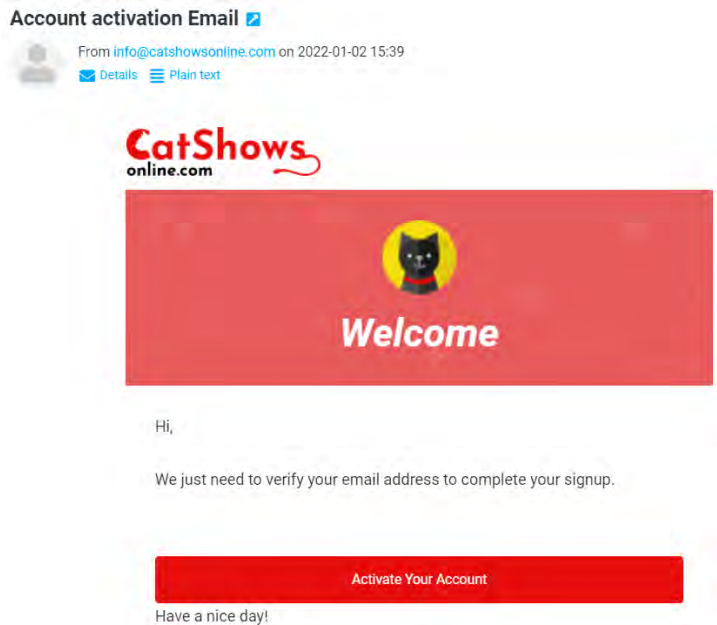 Account activation Email
From info@catshowsonline.com on 2022-01-02 15:39
Details Plain text
CatShows
online.com
Welcome
Hi,
We just need to verify your email address to complete your signup.
Activate Your Account
Have a nice day!